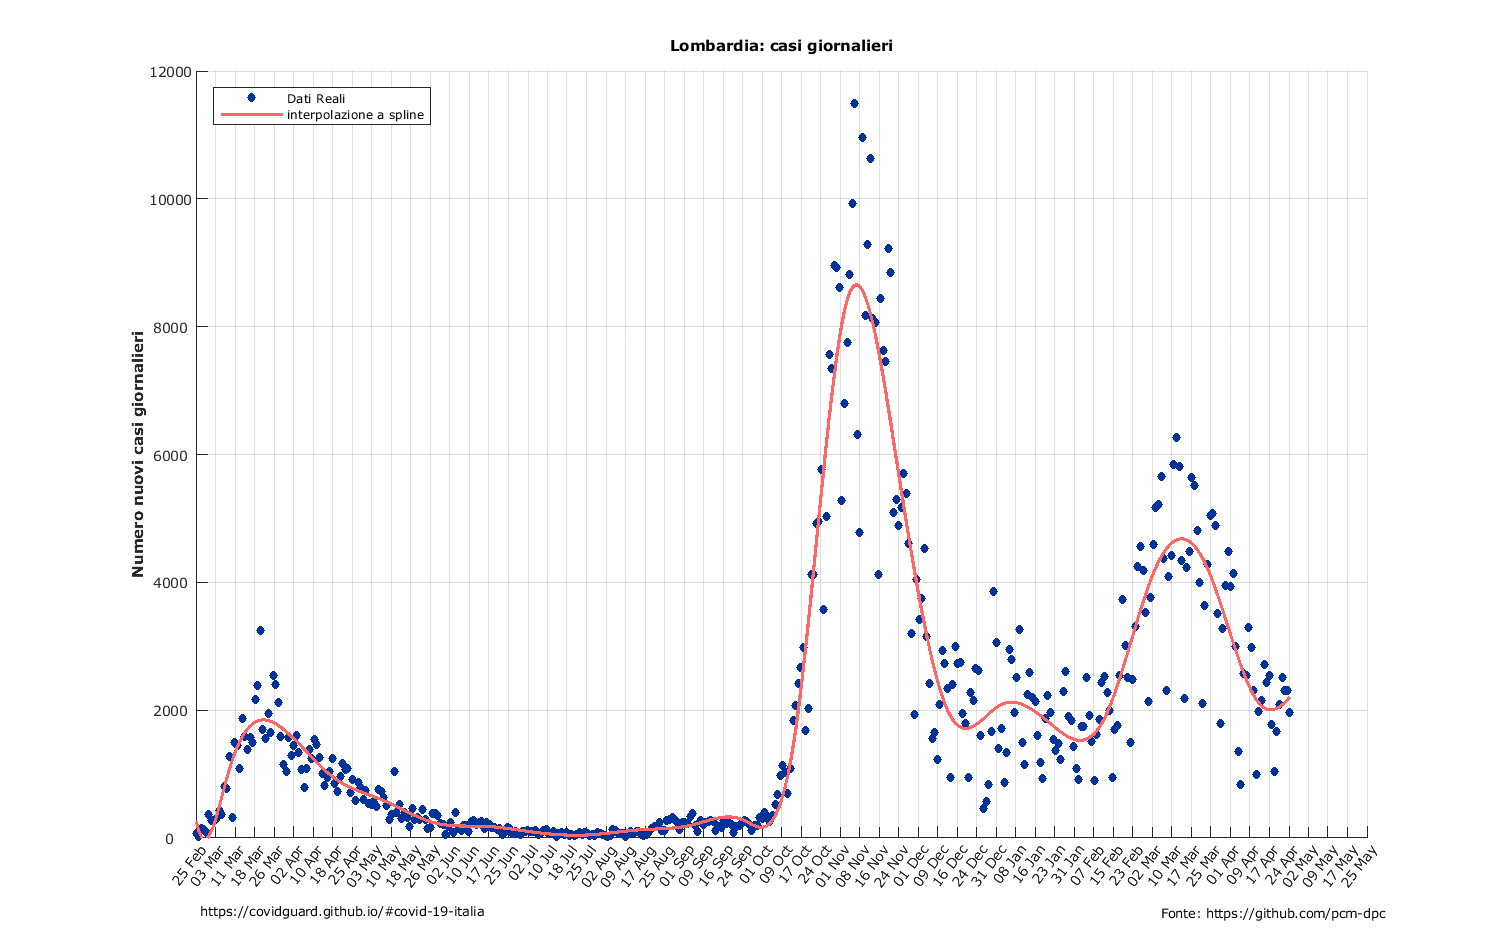 Lombardia: casi giornalieri
12000
10000
8000
6000
4000
2000
0
Numero nuovi casi giornalieri
Dati Reali
interpolazione a spline
25 Feb
03 Mar
11 Mar
18 Mar
26 Mar
02 Apr
10 Apr
18 Apr
25 Apr
03 May
10 May
18 May
26 May
02 Jun
10 Jun
17 Jun
25 Jun
02 Jul
10 Jul
18 Jul
25 Jul
02 Aug
09 Aug
17 Aug
25 Aug
01 Sep
09 Sep
16 Sep
24 Sep
01 Oct
09 Oct
17 Oct
24 Oct
01 Nov
08 Nov
16 Nov
24 Nov
01 Dec
09 Dec
16 Dec
24 Dec
31 Dec
08 Jan
16 Jan
23 Jan
31 Jan
07 Feb
15 Feb
23 Feb
02 Mar
10 Mar
17 Mar
25 Mar
01 Apr
09 Apr
17 Apr
24 Apr
02 May
09 May
17 May
25 May
https://covidguard.github.io/#covid-19-italia
Fonte: https://github.com/pcm-dpc